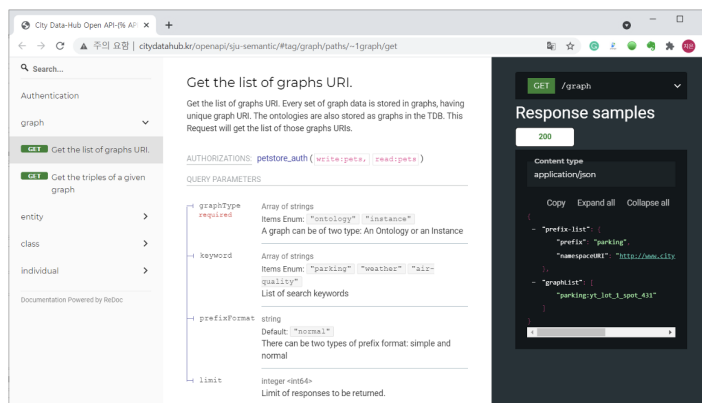 City Data-Hub Open API-(% AP
주의 요함 | citydatahub.kr/openapi/sju-semantic/#tag/graph/paths/~1graph/get
지은
Search...
Authentication
graph
GET Get the list of graphs URI.
GET Get the triples of a given
graph
entity
class
individual
Documentation Powered by ReDoc
Get the list of graphs URI.
Get the list of graphs URI. Every set of graph data is stored in graphs, having
unique graph URI. The ontologies are also stored as graphs in the TDB. This
Request will get the list of those graphs URIs.
AUTHORIZATIONS: petstore_auth ( write:pets, read:pets )
QUERY PARAMETERS
graphType Array of strings
required Items Enum: "ontology" "instance"
A graph can be of two type: An Ontology or an Instance
keyword Array of strings
Items Enum: "parking" "weather" "air-
quality"
List of search keywords
prefixFormat string
Default: "normal"
There can be two types of prefix format: simple and
normal
limit integer <int64>
Limit of responses to be returned.
GET /graph
Response samples
200
Content type
application/json
Copy Expand all Collapse all
{
- "prefix-list": {
"prefix": "parking",
"namespaceURI": "http://www.city
},
- "graphList": [
"parking:yt_lot_1_spot_431"
]
}